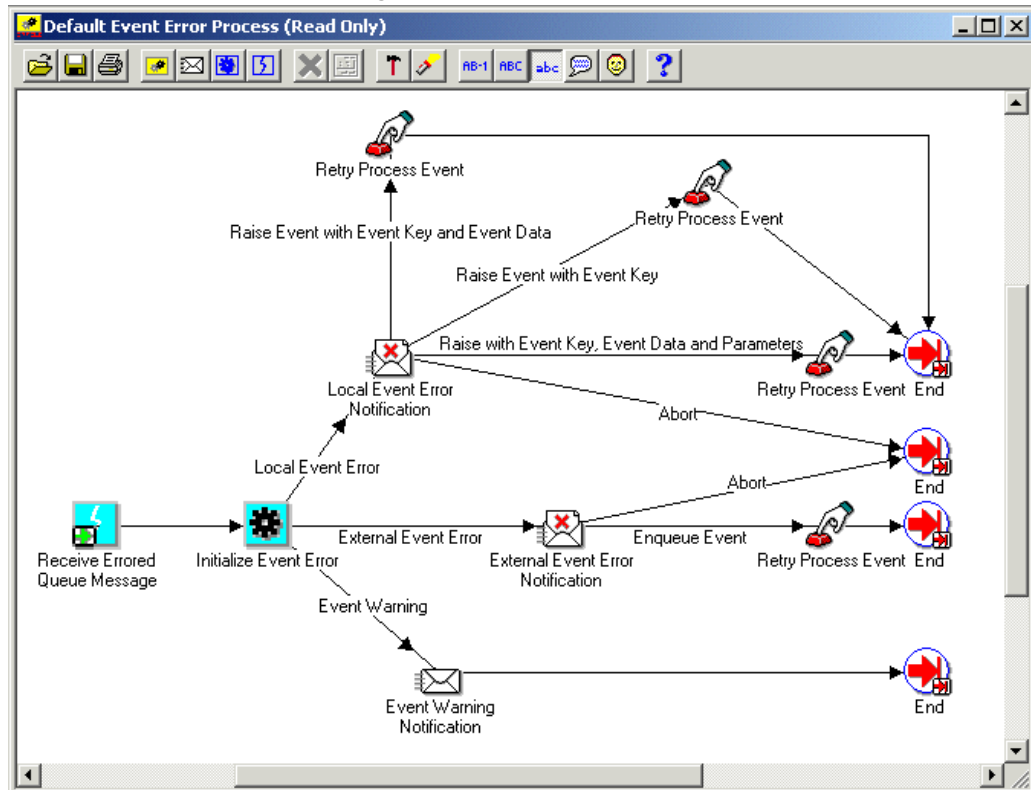 Default Event Error Process (Read Only)
AB-1 ABC abc ?
Retry Process Event
Retry Process Event
Raise Event with Event Key and Event Data
Raise Event with Event Key
Raise with Event Key, Event Data and Parameters
Local Event Error
Notification
Retry Process Event
End
Abort
Local Event Error
End
Abort
Receive Errored
Queue Message
Initialize Event Error
External Event Error
External Event Error
Notification
Enqueue Event
Retry Process Event
End
Event Warning
Event Warning
Notification
End